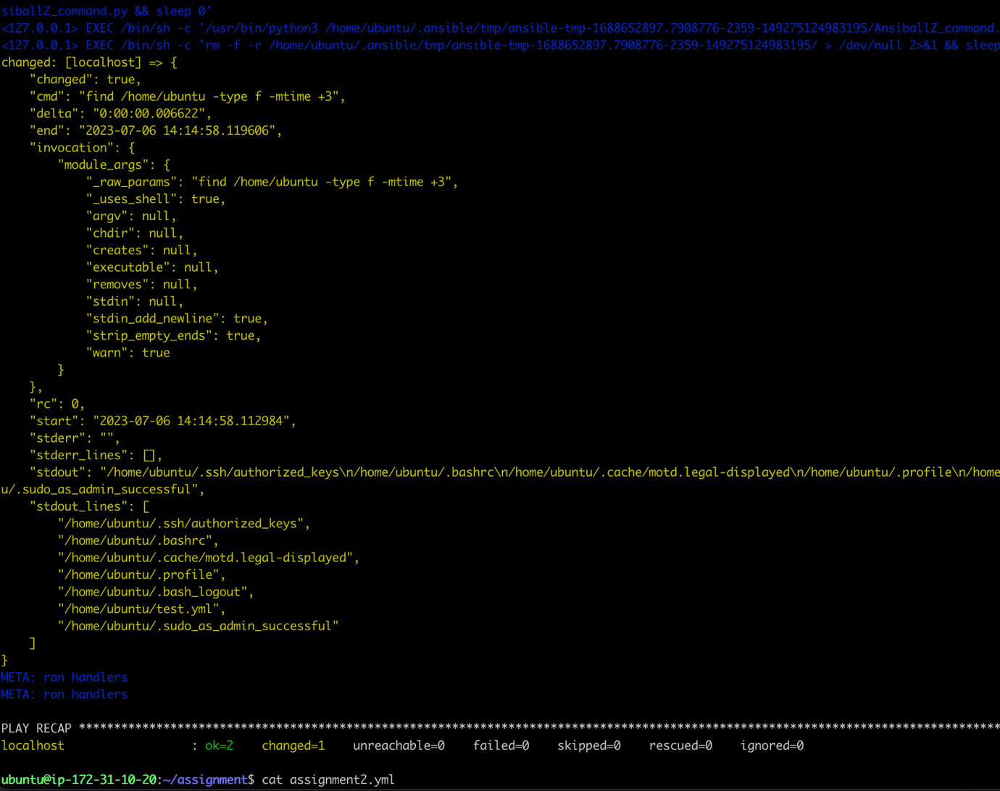 siballZ_command.py && sleep 0'
<127.0.0.1> EXEC /bin/sh -c '/usr/bin/python3 /home/ubuntu/.ansible/tmp/ansible-tmp-1688652897.7908776-2359-149275124983195/AnsiballZ_command.
<127.0.0.1> EXEC /bin/sh -c 'rm -f -r /home/ubuntu/.ansible/tmp/ansible-tmp-1688652897.7908776-2359-149275124983195/ > /dev/null 2>&1 && sleep
changed: [localhost] => {
    "changed": true,
    "cmd": "find /home/ubuntu -type f -mtime +3",
    "delta": "0:00:00.006622",
    "end": "2023-07-06 14:14:58.119606",
    "invocation": {
        "module_args": {
            "_raw_params": "find /home/ubuntu -type f -mtime +3",
            "_uses_shell": true,
            "argv": null,
            "chdir": null,
            "creates": null,
            "executable": null,
            "removes": null,
            "stdin": null,
            "stdin_add_newline": true,
            "strip_empty_ends": true,
            "warn": true
        }
    },
    "rc": 0,
    "start": "2023-07-06 14:14:58.112984",
    "stderr": "",
    "stderr_lines": [],
    "stdout": "/home/ubuntu/.ssh/authorized_keys\n/home/ubuntu/.bashrc\n/home/ubuntu/.cache/motd.legal-displayed\n/home/ubuntu/.profile\n/home
u/.sudo_as_admin_successful",
    "stdout_lines": [
        "/home/ubuntu/.ssh/authorized_keys",
        "/home/ubuntu/.bashrc",
        "/home/ubuntu/.cache/motd.legal-displayed",
        "/home/ubuntu/.profile",
        "/home/ubuntu/.bash_logout",
        "/home/ubuntu/test.yml",
        "/home/ubuntu/.sudo_as_admin_successful"
    ]
}
META: ran handlers
META: ran handlers
PLAY RECAP ***********************************************************************************************************************************
localhost                  : ok=2    changed=1    unreachable=0    failed=0    skipped=0    rescued=0    ignored=0
ubuntu@ip-172-31-10-20:~/assignment$ cat assignment2.yml